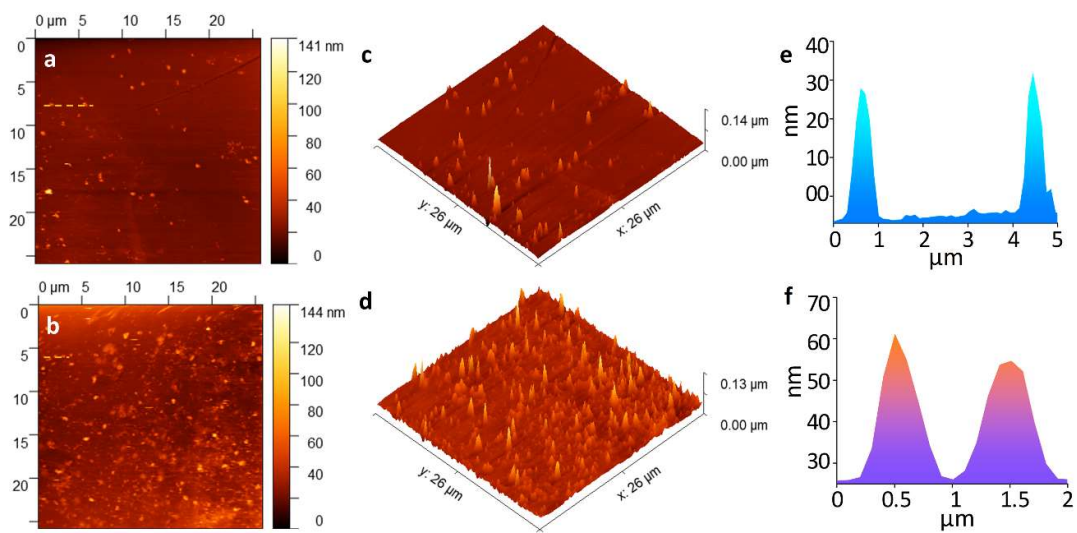 0 µm 5 10 15 20
a
0
5
10
15
20
141 nm
120
100
80
60
40
20
0
c
0.14 µm
0.00 µm
y: 26 µm
x: 26 µm
e
40
30
20
10
00
nm
0 1 2 3 4 5
µm
0 µm 5 10 15 20
b
0
5
10
15
20
144 nm
120
100
80
60
40
20
0
d
0.13 µm
0.00 µm
y: 26 µm
x: 26 µm
f
70
60
50
40
30
nm
0 0.5 1 1.5 2
µm